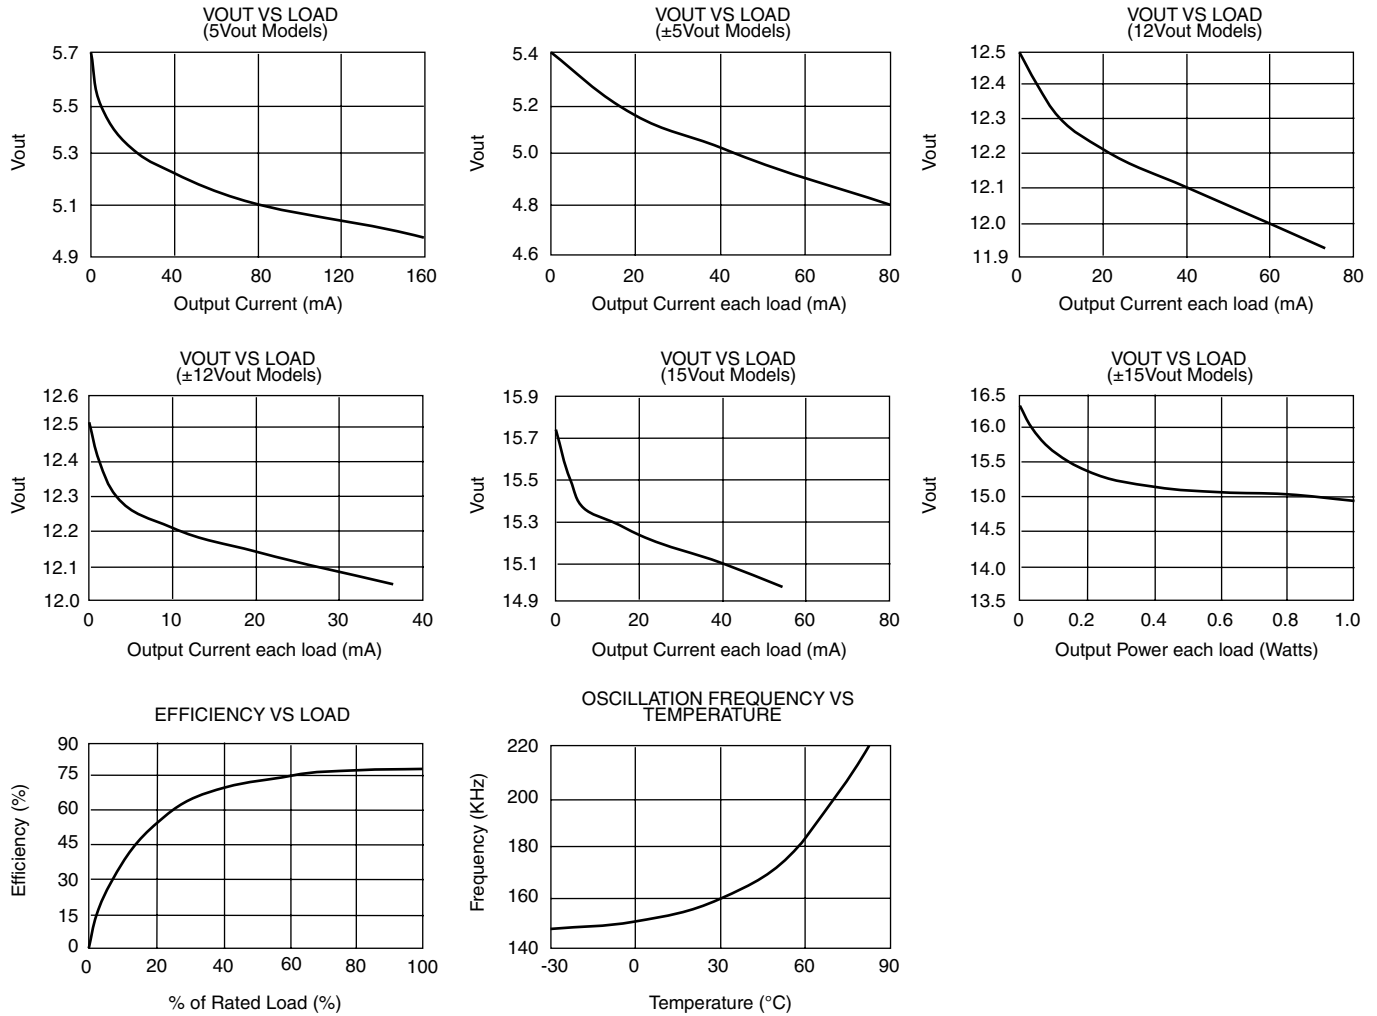 VOUT VS LOAD
(5Vout Models)
5.7
5.5
5.3
5.1
4.9
Vout
0 40 80 120 160
Output Current (mA)
VOUT VS LOAD
(±5Vout Models)
5.4
5.2
5.0
4.8
4.6
Vout
0 20 40 60 80
Output Current each load (mA)
VOUT VS LOAD
(12Vout Models)
12.5
12.4
12.3
12.2
12.1
12.0
11.9
Vout
0 20 40 60 80
Output Current each load (mA)
VOUT VS LOAD
(±12Vout Models)
12.6
12.5
12.4
12.3
12.2
12.1
12.0
Vout
0 10 20 30 40
Output Current each load (mA)
VOUT VS LOAD
(15Vout Models)
15.9
15.7
15.5
15.3
15.1
14.9
Vout
0 20 40 60 80
Output Current each load (mA)
VOUT VS LOAD
(±15Vout Models)
16.5
16.0
15.5
15.0
14.5
14.0
13.5
Vout
0 0.2 0.4 0.6 0.8 1.0
Output Power each load (Watts)
EFFICIENCY VS LOAD
90
75
60
45
30
15
0
Efficiency (%)
0 20 40 60 80 100
% of Rated Load (%)
OSCILLATION FREQUENCY VS
TEMPERATURE
220
200
180
160
140
Frequency (KHz)
-30 0 30 60 90
Temperature (°C)